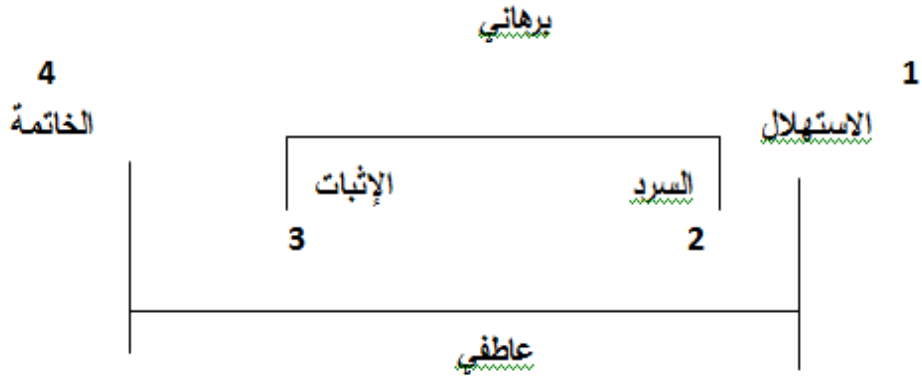 برهاني
1 4
الاستهلال الخاتمة
السرد الإثبات
2 3
عاطفي